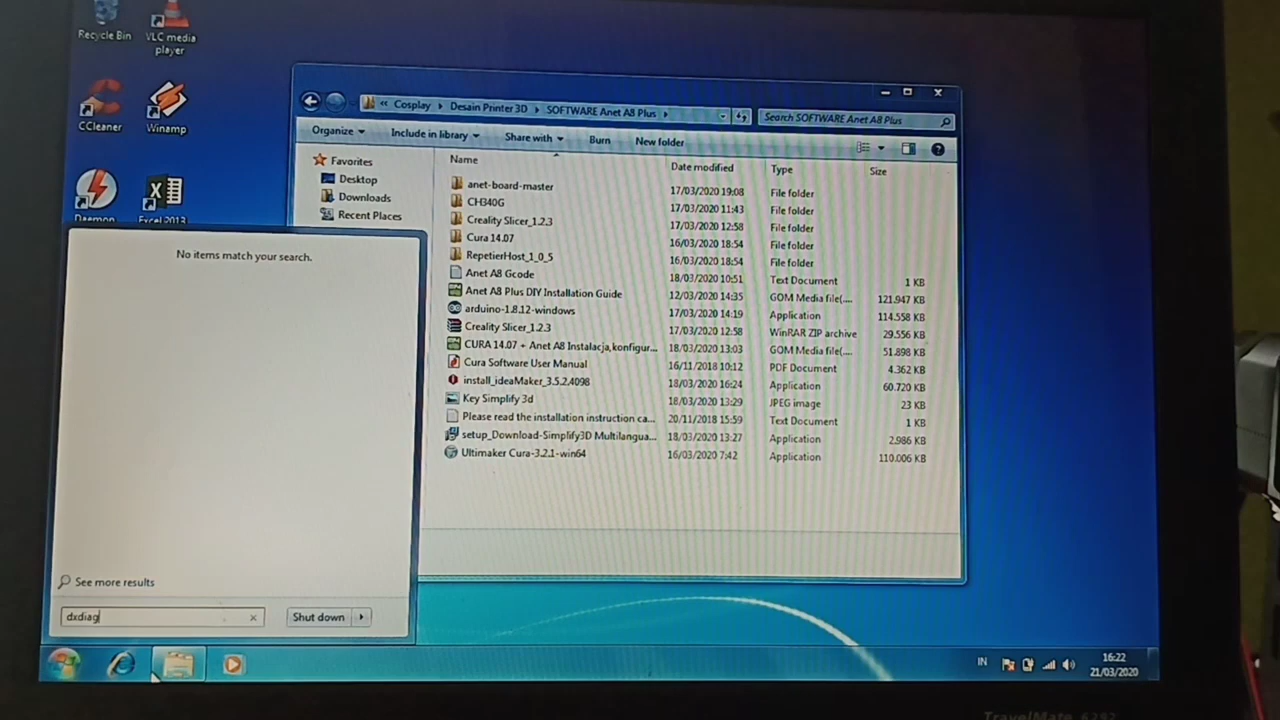 Recycle Bin
VLC media
player
CCleaner
Winamp
Daemon
Excel 2013
« Cosplay ▸ Desain Printer 3D ▸ SOFTWARE Anet A8 Plus ▸
Search SOFTWARE Anet A8 Plus
Organize
Include in library
Share with
Burn
New folder
Favorites
Desktop
Downloads
Recent Places
Name Date modified Type Size
anet-board-master 17/03/2020 19:08 File folder
CH340G 17/03/2020 11:43 File folder
Creality Slicer_1.2.3 17/03/2020 12:58 File folder
Cura 14.07 16/03/2020 18:54 File folder
RepetierHost_1_0_5 16/03/2020 18:54 File folder
Anet A8 Gcode 18/03/2020 10:51 Text Document 1 KB
Anet A8 Plus DIY Installation Guide 12/03/2020 14:35 GOM Media file(.... 121.947 KB
arduino-1.8.12-windows 17/03/2020 14:19 Application 114.558 KB
Creality Slicer_1.2.3 17/03/2020 12:58 WinRAR ZIP archive 29.556 KB
CURA 14.07 + Anet A8 Instalacja,konfigur... 18/03/2020 13:03 GOM Media file(.... 51.898 KB
Cura Software User Manual 16/11/2018 10:12 PDF Document 4.362 KB
install_ideaMaker_3.5.2.4098 18/03/2020 16:24 Application 60.720 KB
Key Simplify 3d 18/03/2020 13:29 JPEG image 23 KB
Please read the installation instruction ca... 20/11/2018 15:59 Text Document 1 KB
setup_Download-Simplify3D Multilangua... 18/03/2020 13:27 Application 2.986 KB
Ultimaker Cura-3.2.1-win64 16/03/2020 7:42 Application 110.006 KB
No items match your search.
See more results
dxdiag
Shut down
IN
16:22
21/03/2020
TravelMate 6292